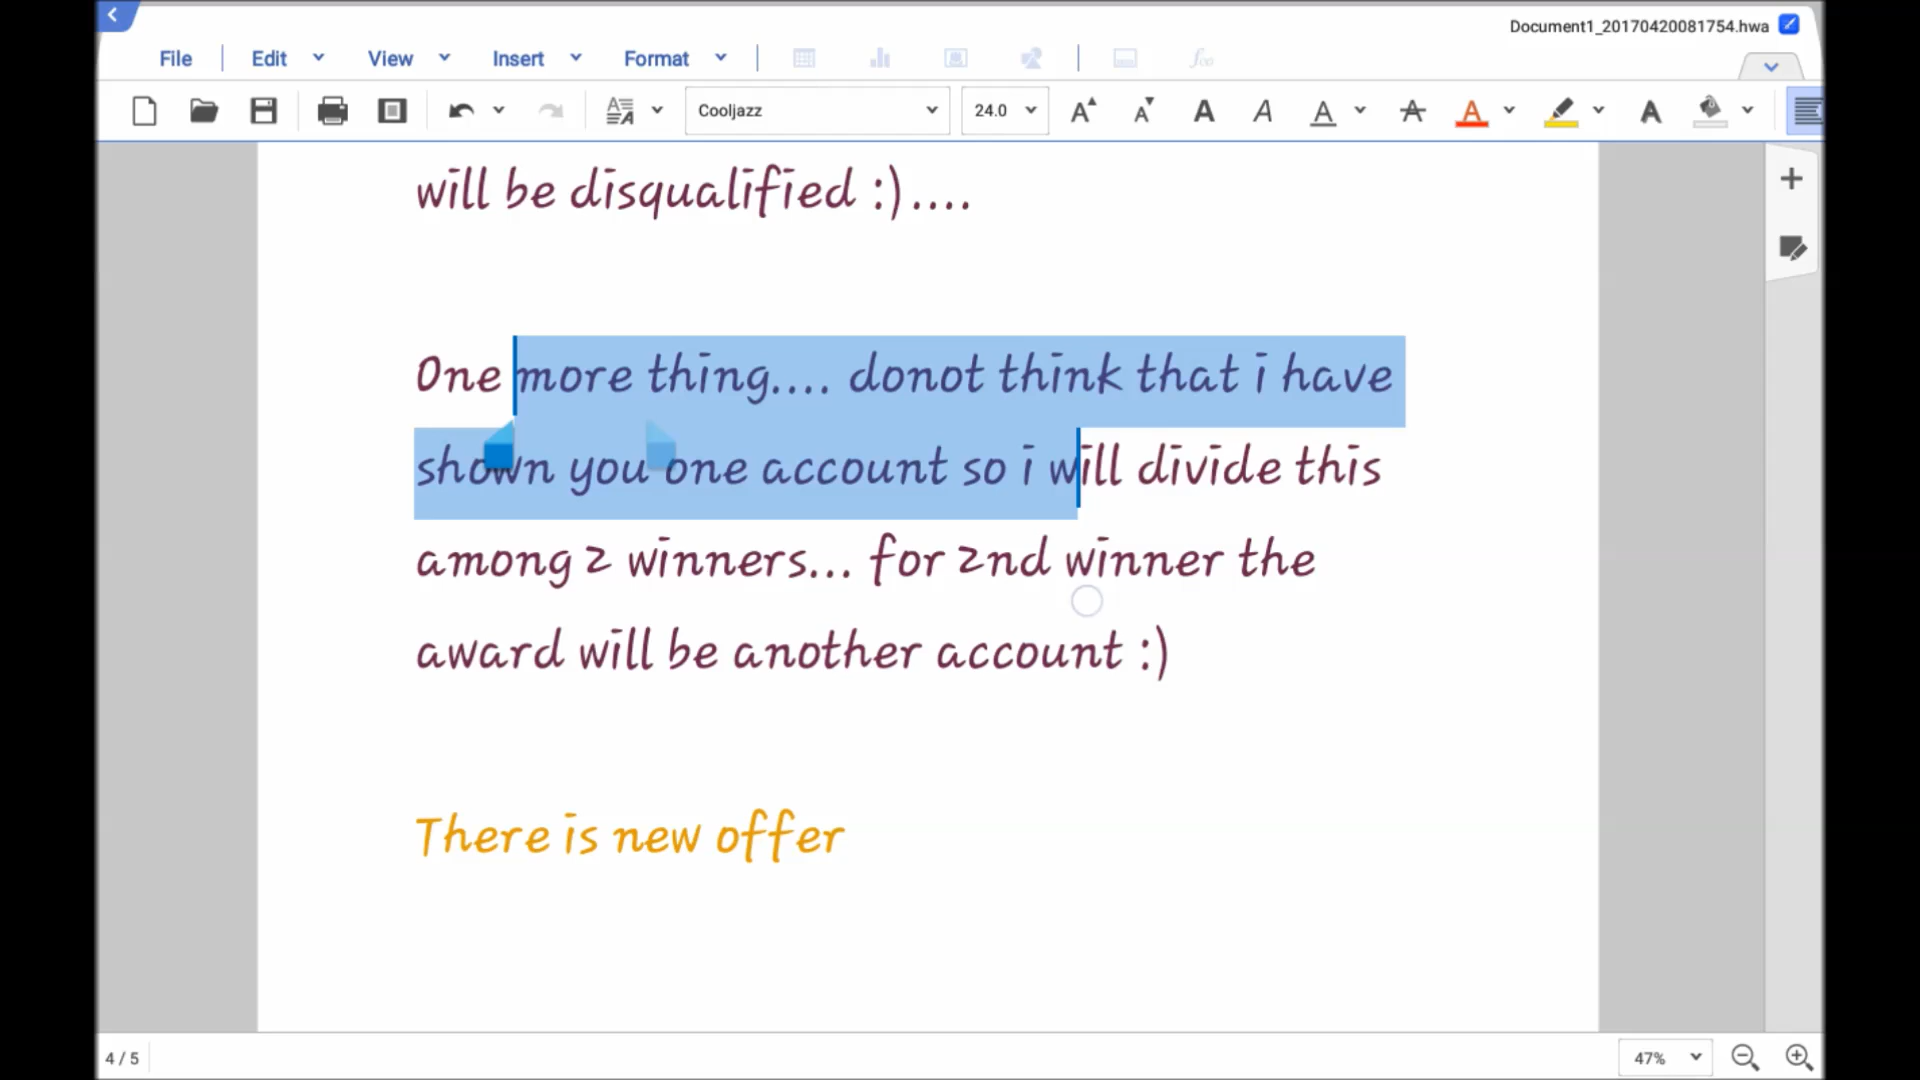 Document1_20170420081754.hwa
File Edit View Insert Format
Cooljazz 24.0
will be disqualified :)....
One more thing.... donot think that i have
shown you one account so i will divide this
among 2 winners... for 2nd winner the
award will be another account :)
There is new offer
4 / 5
47%